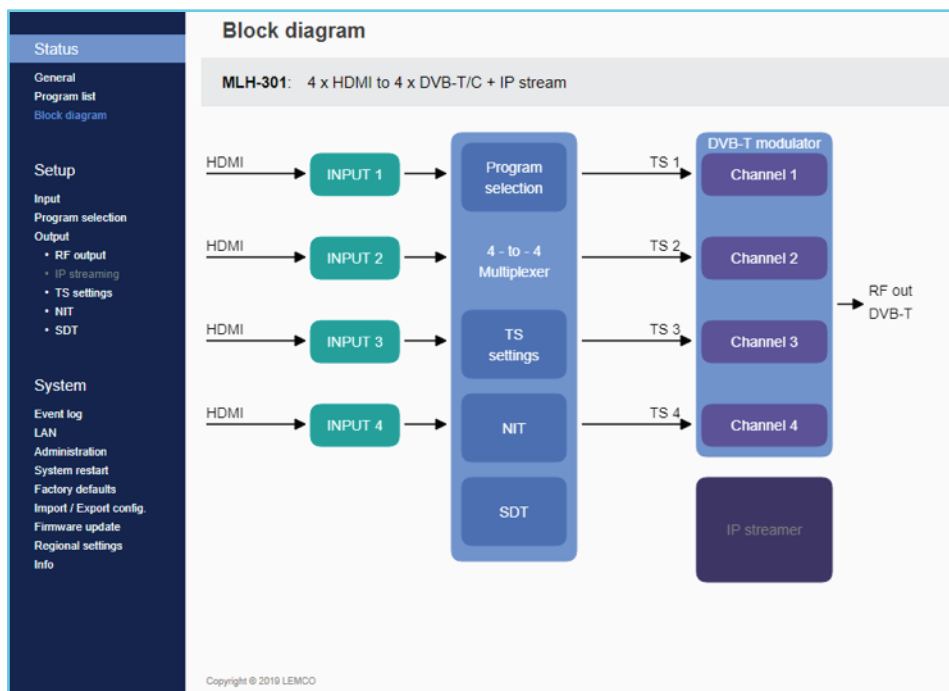 Status
General
Program list
Block diagram
Setup
Input
Program selection
Output
• RF output
• IP streaming
• TS settings
• NIT
• SDT
System
Event log
LAN
Administration
System restart
Factory defaults
Import / Export config.
Firmware update
Regional settings
Info
Block diagram
MLH-301: 4 x HDMI to 4 x DVB-T/C + IP stream
HDMI
INPUT 1
HDMI
INPUT 2
HDMI
INPUT 3
HDMI
INPUT 4
Program
selection
4 - to - 4
Multiplexer
TS
settings
NIT
SDT
TS 1
TS 2
TS 3
TS 4
DVB-T modulator
Channel 1
Channel 2
Channel 3
Channel 4
IP streamer
RF out
DVB-T
Copyright © 2019 LEMCO